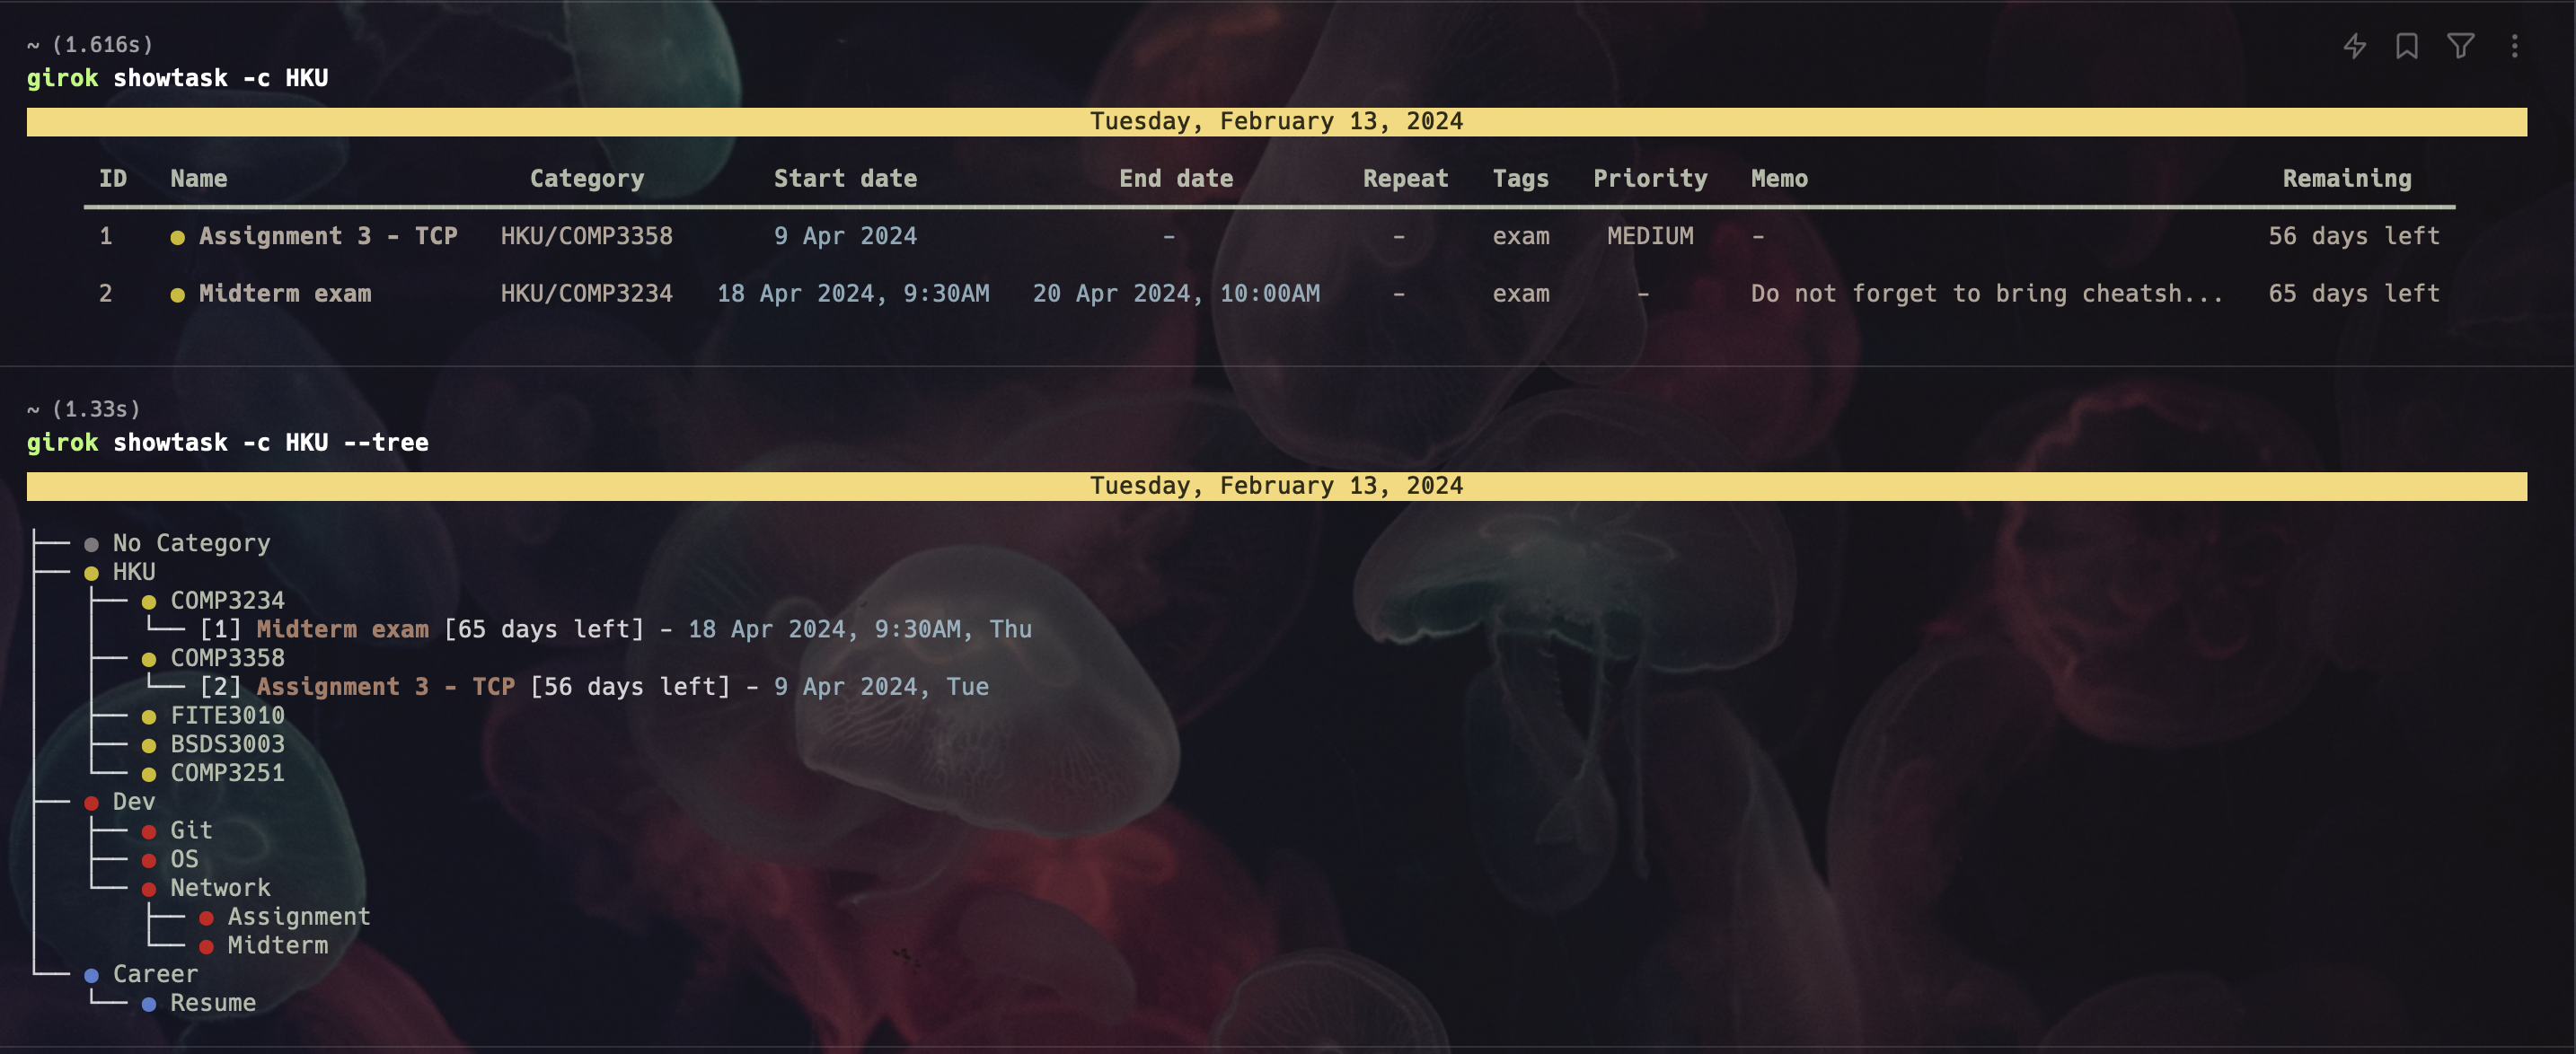 ~ (1.616s)
girok showtask -c HKU
Tuesday, February 13, 2024
ID Name Category Start date End date Repeat Tags Priority Memo Remaining
1 ● Assignment 3 - TCP HKU/COMP3358 9 Apr 2024 - - exam MEDIUM - 56 days left
2 ● Midterm exam HKU/COMP3234 18 Apr 2024, 9:30AM 20 Apr 2024, 10:00AM - exam - Do not forget to bring cheatsh... 65 days left
~ (1.33s)
girok showtask -c HKU --tree
Tuesday, February 13, 2024
├── ● No Category
├── ● HKU
│   ├── ● COMP3234
│   │   └── [1] Midterm exam [65 days left] - 18 Apr 2024, 9:30AM, Thu
│   ├── ● COMP3358
│   │   └── [2] Assignment 3 - TCP [56 days left] - 9 Apr 2024, Tue
│   ├── ● FITE3010
│   ├── ● BSDS3003
│   └── ● COMP3251
├── ● Dev
│   ├── ● Git
│   ├── ● OS
│   └── ● Network
│       ├── ● Assignment
│       └── ● Midterm
└── ● Career
    └── ● Resume